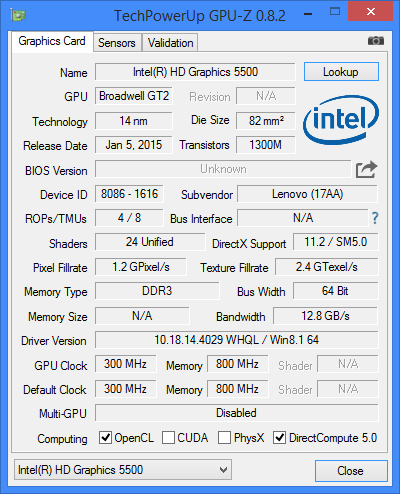 TechPowerUp GPU-Z 0.8.2
Graphics Card Sensors Validation
Name Intel(R) HD Graphics 5500 Lookup
GPU Broadwell GT2 Revision N/A
Technology 14 nm Die Size 82 mm²
Release Date Jan 5, 2015 Transistors 1300M
intel
BIOS Version Unknown
Device ID 8086 - 1616 Subvendor Lenovo (17AA)
ROPs/TMUs 4 / 8 Bus Interface N/A ?
Shaders 24 Unified DirectX Support 11.2 / SM5.0
Pixel Fillrate 1.2 GPixel/s Texture Fillrate 2.4 GTexel/s
Memory Type DDR3 Bus Width 64 Bit
Memory Size N/A Bandwidth 12.8 GB/s
Driver Version 10.18.14.4029 WHQL / Win8.1 64
GPU Clock 300 MHz Memory 800 MHz Shader N/A
Default Clock 300 MHz Memory 800 MHz Shader N/A
Multi-GPU Disabled
Computing OpenCL CUDA PhysX DirectCompute 5.0
Intel(R) HD Graphics 5500 Close